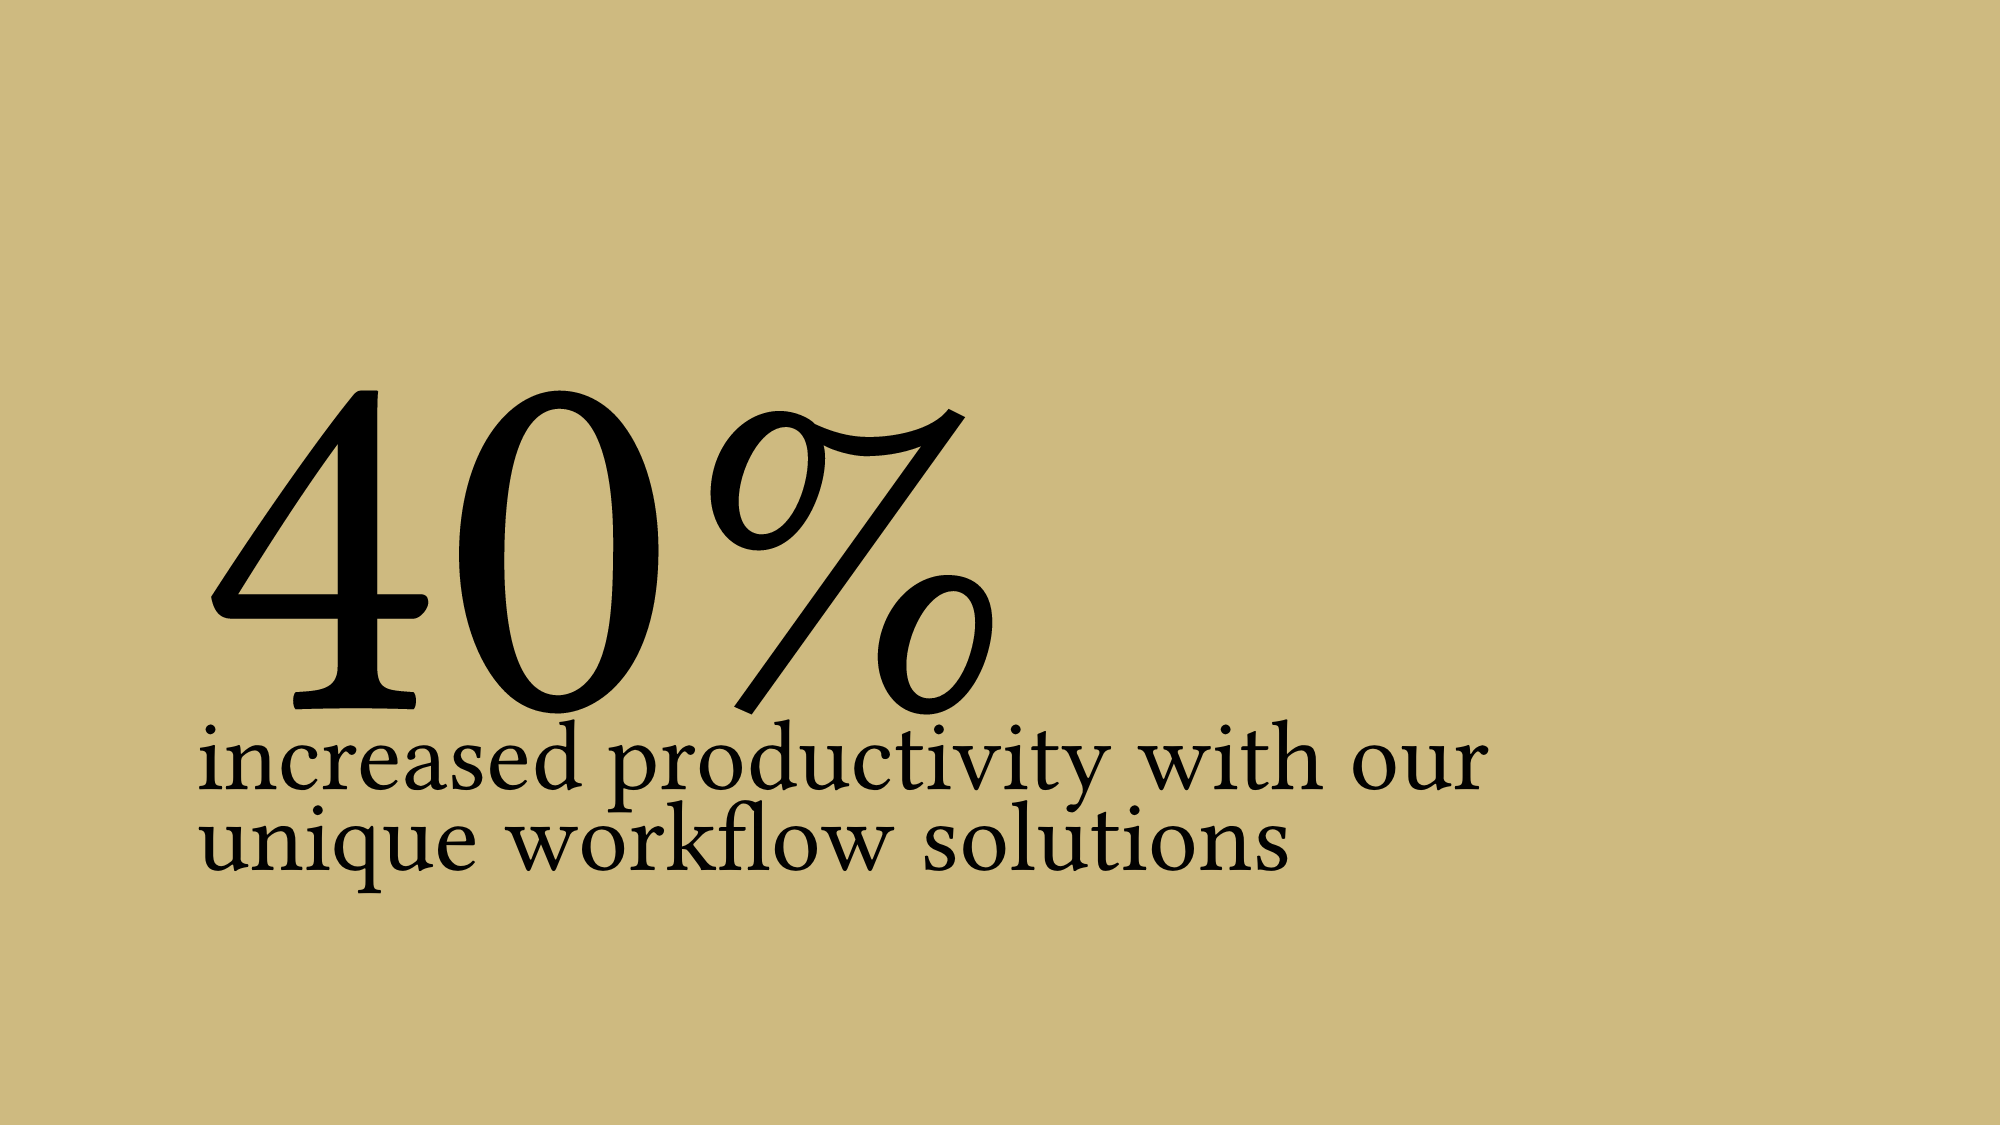 40%
increased productivity with our
unique workflow solutions